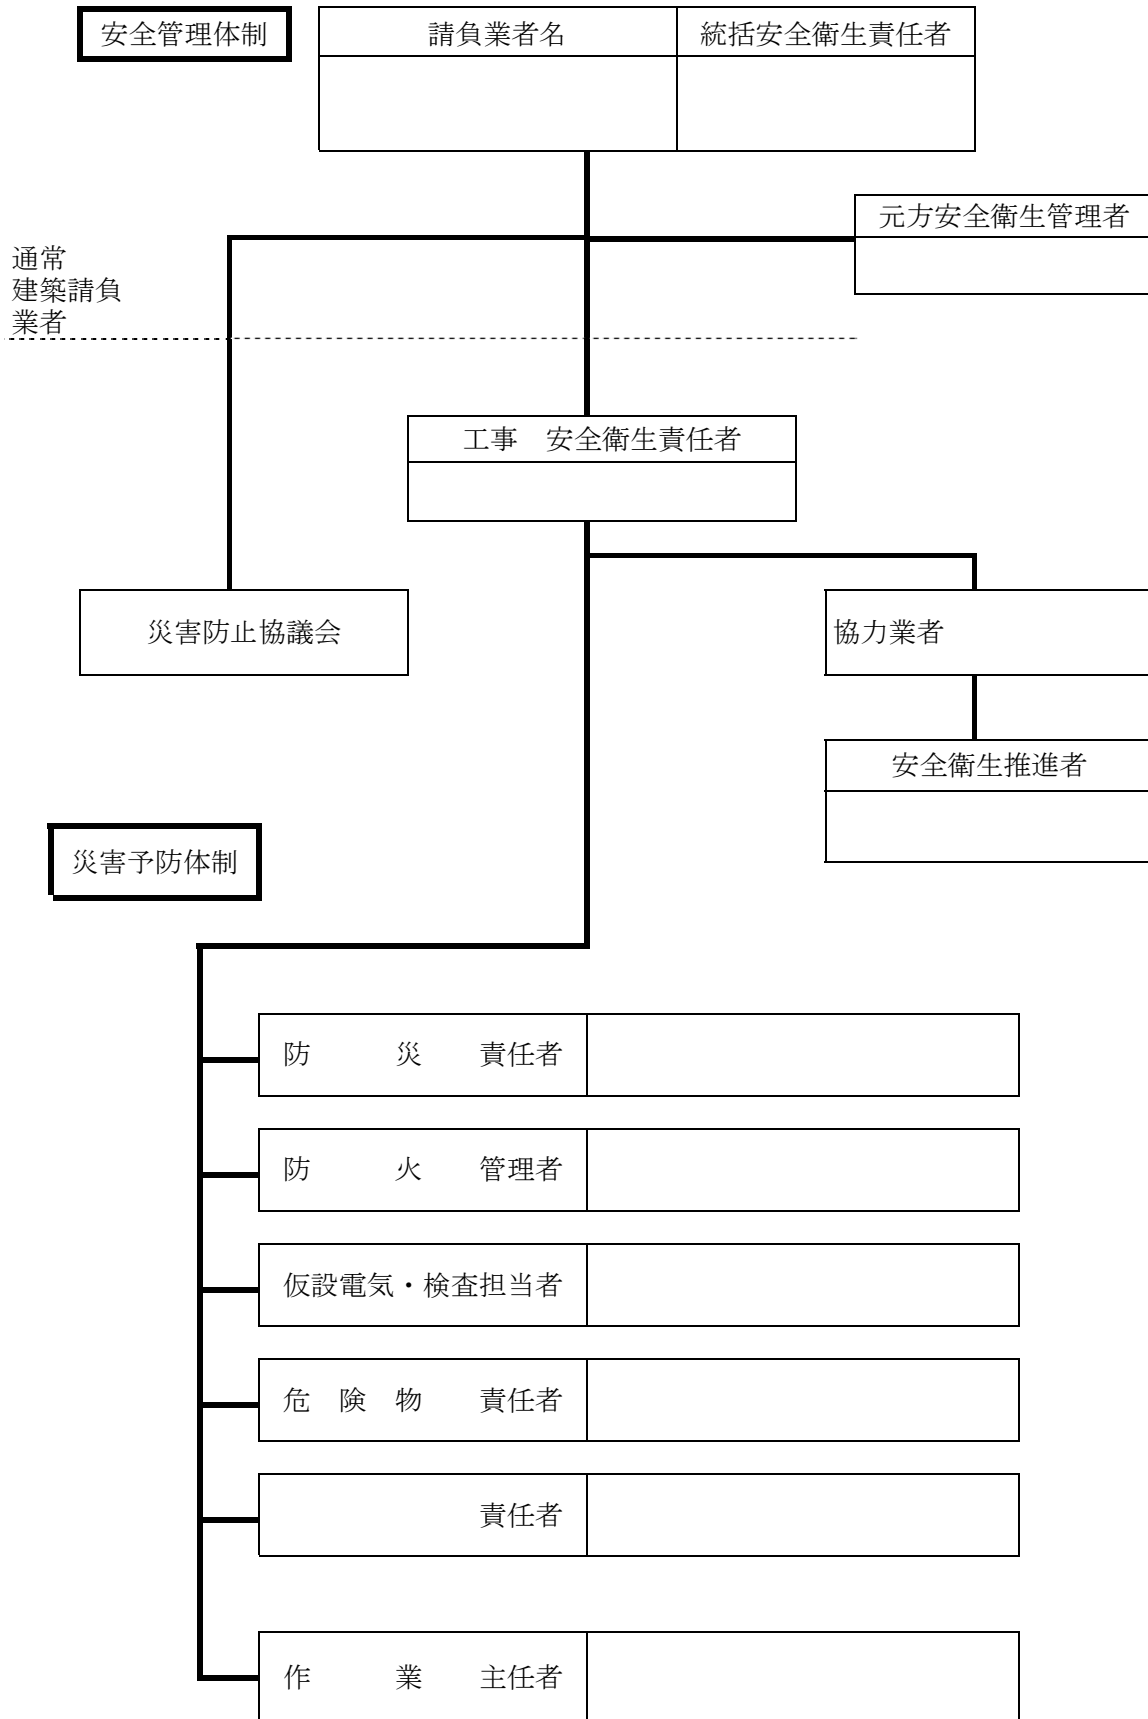 安全管理体制
請負業者名
統括安全衛生責任者
元方安全衛生管理者
通常
建築請負
業者
工事　安全衛生責任者
災害防止協議会
協力業者
安全衛生推進者
災害予防体制
防　　　災　　責任者
防　　　火　　管理者
仮設電気・検査担当者
危　険　物　　責任者
責任者
作　　　業　　主任者